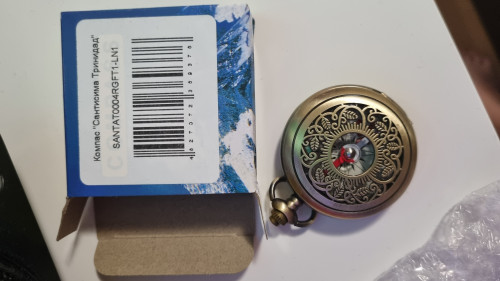 Компас "Сантисима Тринидад"
SANTAT0004RGFT1-LN1